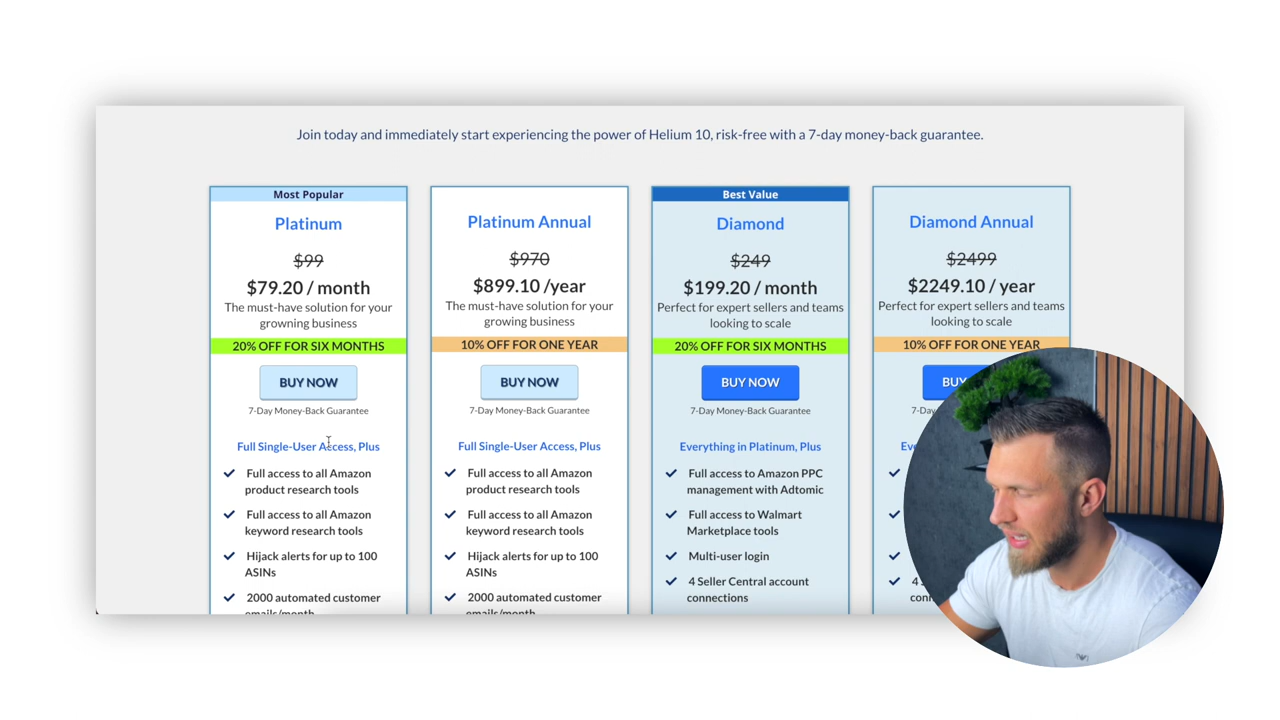 Join today and immediately start experiencing the power of Helium 10, risk-free with a 7-day money-back guarantee.
Most Popular
Platinum
$99
$79.20 / month
The must-have solution for your
growning business
20% OFF FOR SIX MONTHS
BUY NOW
7-Day Money-Back Guarantee
Full Single-User Access, Plus
Full access to all Amazon
product research tools
Full access to all Amazon
keyword research tools
Hijack alerts for up to 100
ASINs
2000 automated customer
emails/month
Platinum Annual
$970
$899.10 /year
The must-have solution for your
growing business
10% OFF FOR ONE YEAR
BUY NOW
7-Day Money-Back Guarantee
Full Single-User Access, Plus
Full access to all Amazon
product research tools
Full access to all Amazon
keyword research tools
Hijack alerts for up to 100
ASINs
2000 automated customer
emails/month
Best Value
Diamond
$249
$199.20 / month
Perfect for expert sellers and teams
looking to scale
20% OFF FOR SIX MONTHS
BUY NOW
7-Day Money-Back Guarantee
Everything in Platinum, Plus
Full access to Amazon PPC
management with Adtomic
Full access to Walmart
Marketplace tools
Multi-user login
4 Seller Central account
connections
Diamond Annual
$2499
$2249.10 / year
Perfect for expert sellers and teams
looking to scale
10% OFF FOR ONE YEAR